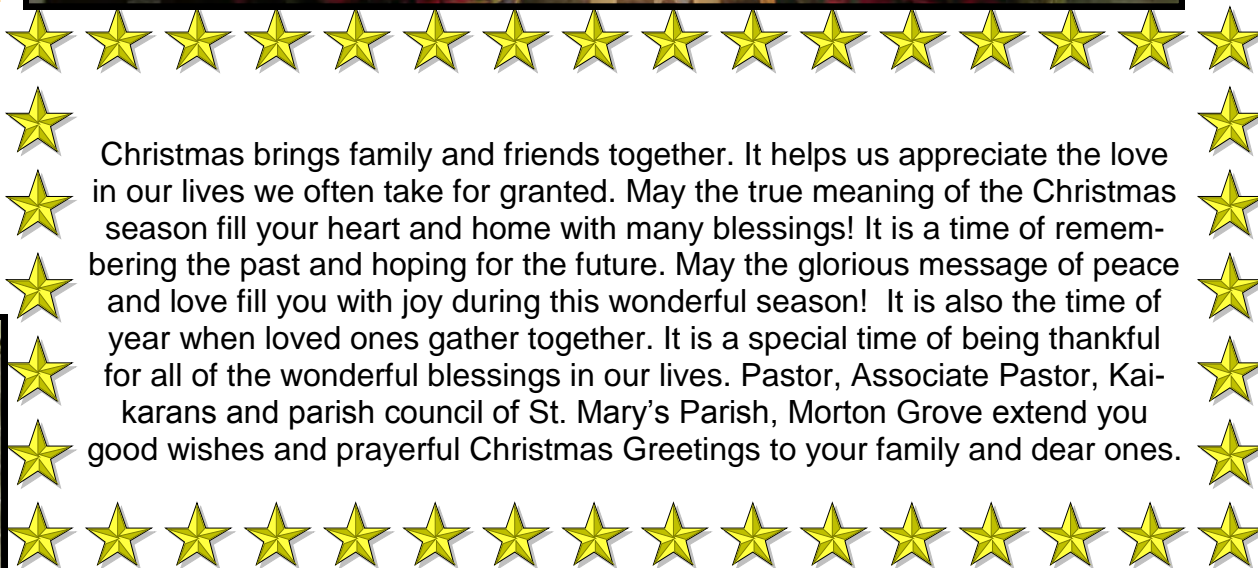 Christmas brings family and friends together. It helps us appreciate the love
in our lives we often take for granted. May the true meaning of the Christmas
season fill your heart and home with many blessings! It is a time of remem-
bering the past and hoping for the future. May the glorious message of peace
and love fill you with joy during this wonderful season!  It is also the time of
year when loved ones gather together. It is a special time of being thankful
for all of the wonderful blessings in our lives. Pastor, Associate Pastor, Kai-
karans and parish council of St. Mary’s Parish, Morton Grove extend you
good wishes and prayerful Christmas Greetings to your family and dear ones.